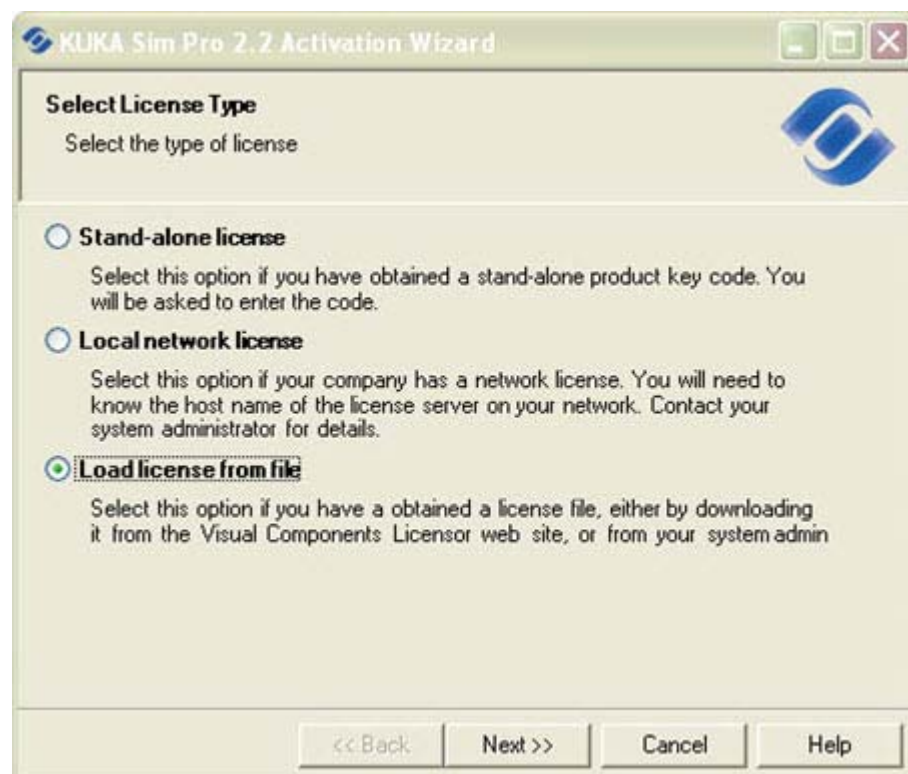 KUKA Sim Pro 2.2 Activation Wizard
Select License Type
Select the type of license
Stand-alone license
Select this option if you have obtained a stand-alone product key code. You
will be asked to enter the code.
Local network license
Select this option if your company has a network license. You will need to
know the host name of the license server on your network. Contact your
system administrator for details.
Load license from file
Select this option if you have a obtained a license file, either by downloading
it from the Visual Components Licensor web site, or from your system admin
<< Back
Next >>
Cancel
Help